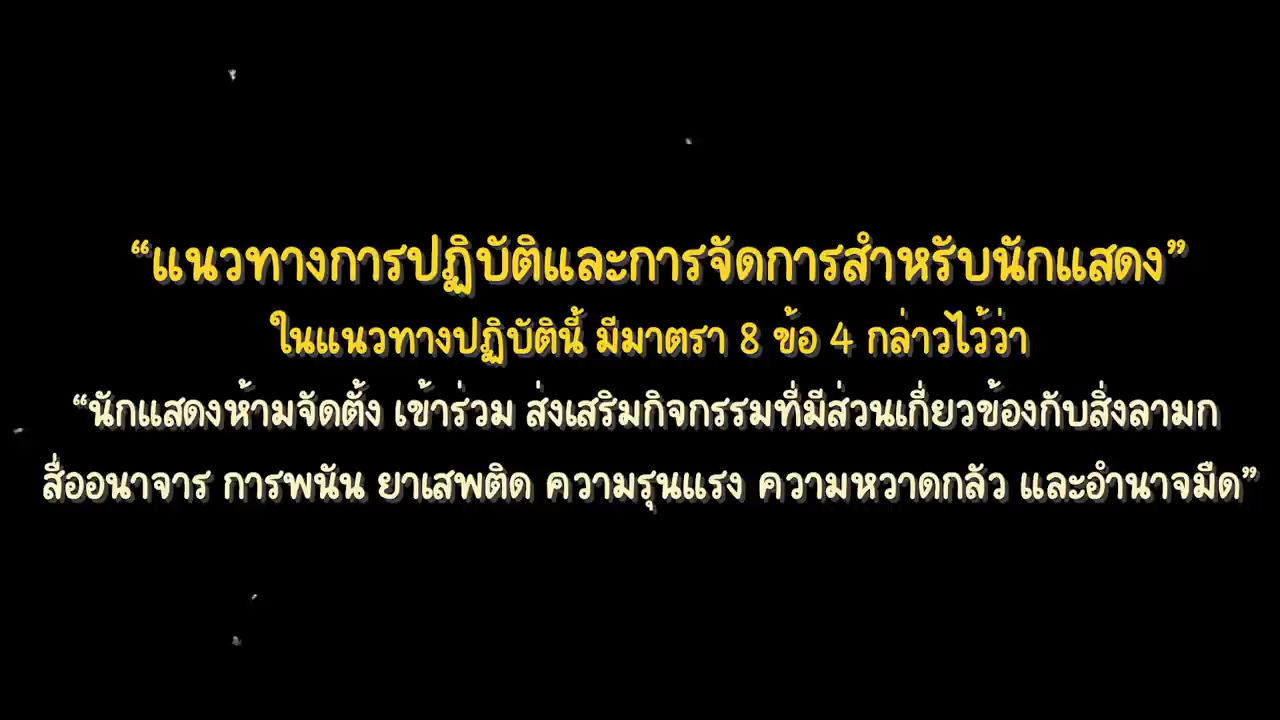 “แนวทางการปฏิบัติและการจัดการสำหรับนักแสดง”
ในแนวทางปฏิบัตินี้ มีมาตรา 8 ข้อ 4 กล่าวไว้ว่า
“นักแสดงห้ามจัดตั้ง เข้าร่วม ส่งเสริมกิจกรรมที่มีส่วนเกี่ยวข้องกับสิ่งลามก
สื่ออนาจาร การพนัน ยาเสพติด ความรุนแรง ความหวาดกลัว และอำนาจมืด”